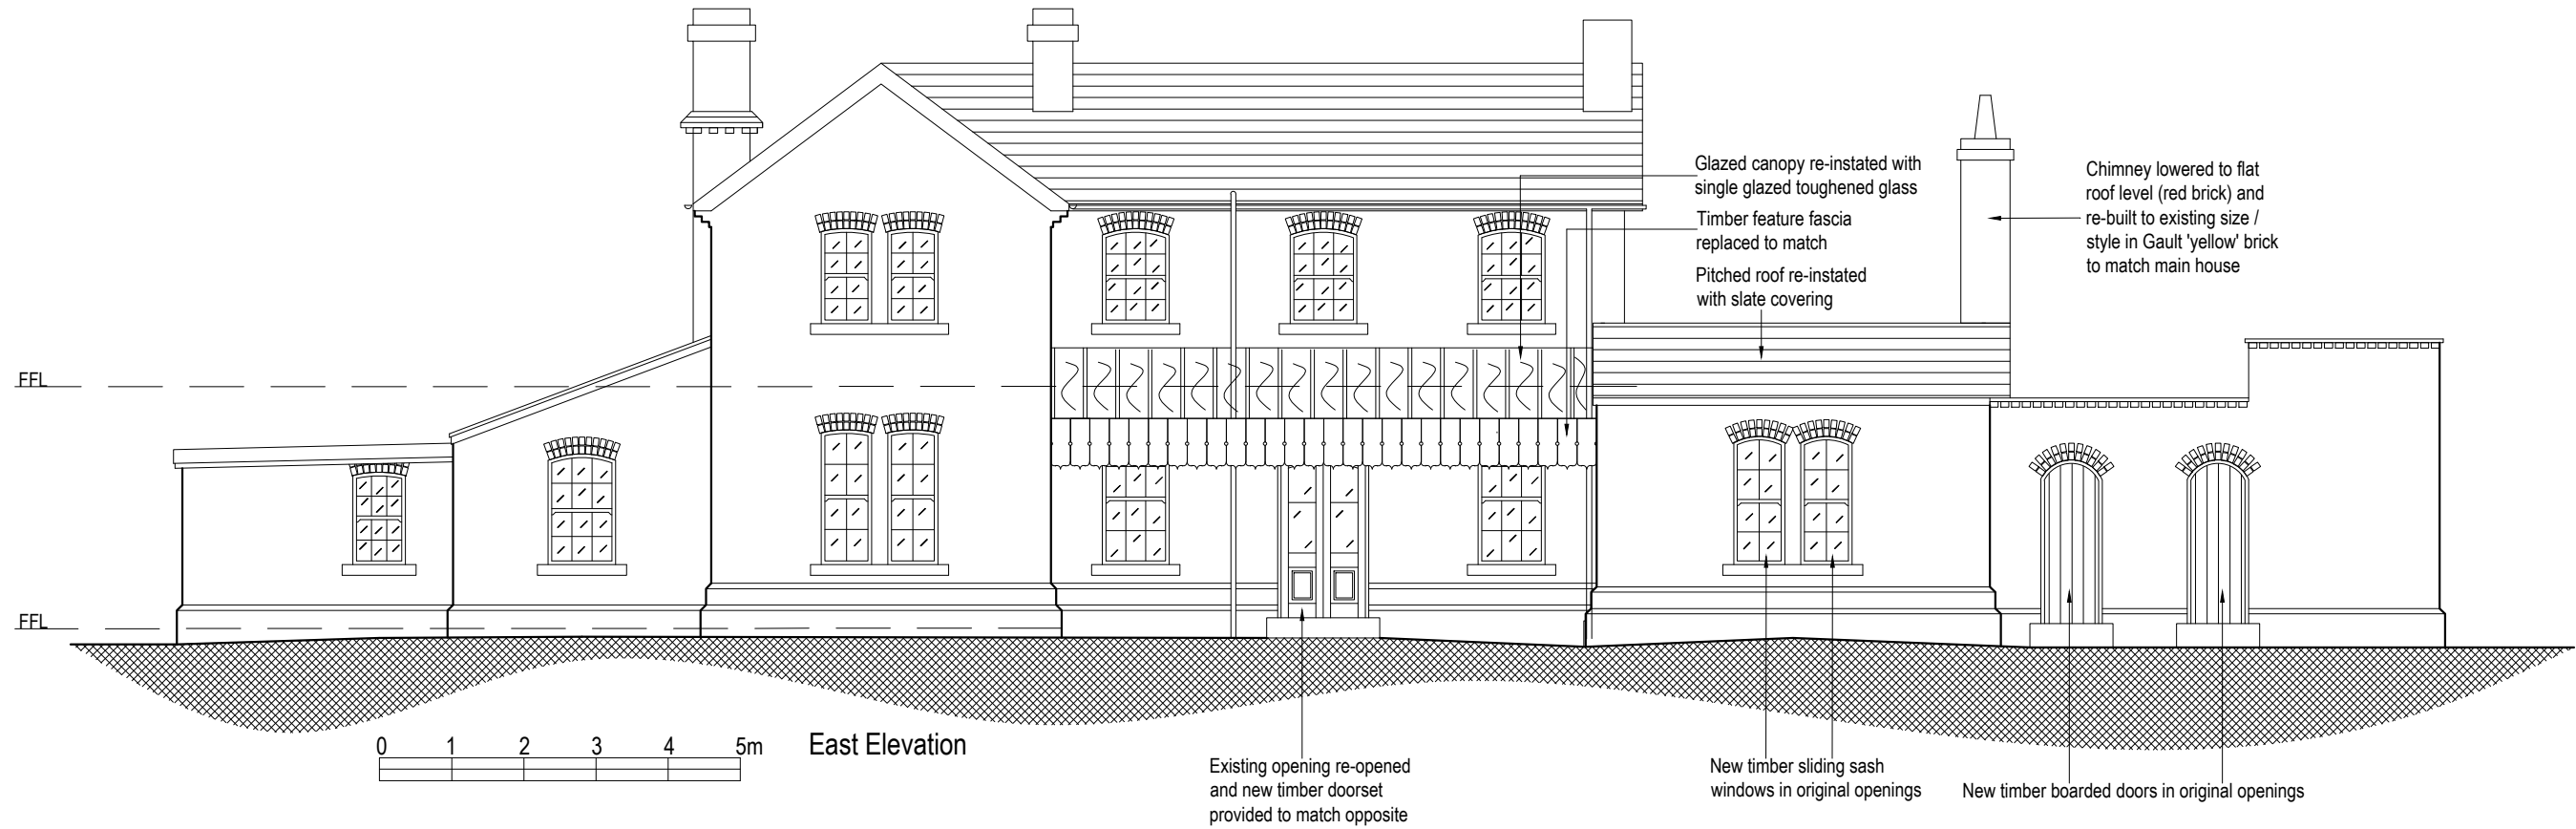 Glazed canopy re-instated with
single glazed toughened glass
Timber feature fascia
replaced to match
Pitched roof re-instated
with slate covering
Chimney lowered to flat
roof level (red brick) and
re-built to existing size /
style in Gault 'yellow' brick
to match main house
FFL
FFL
0 1 2 3 4 5m
East Elevation
Existing opening re-opened
and new timber doorset
provided to match opposite
New timber sliding sash
windows in original openings
New timber boarded doors in original openings